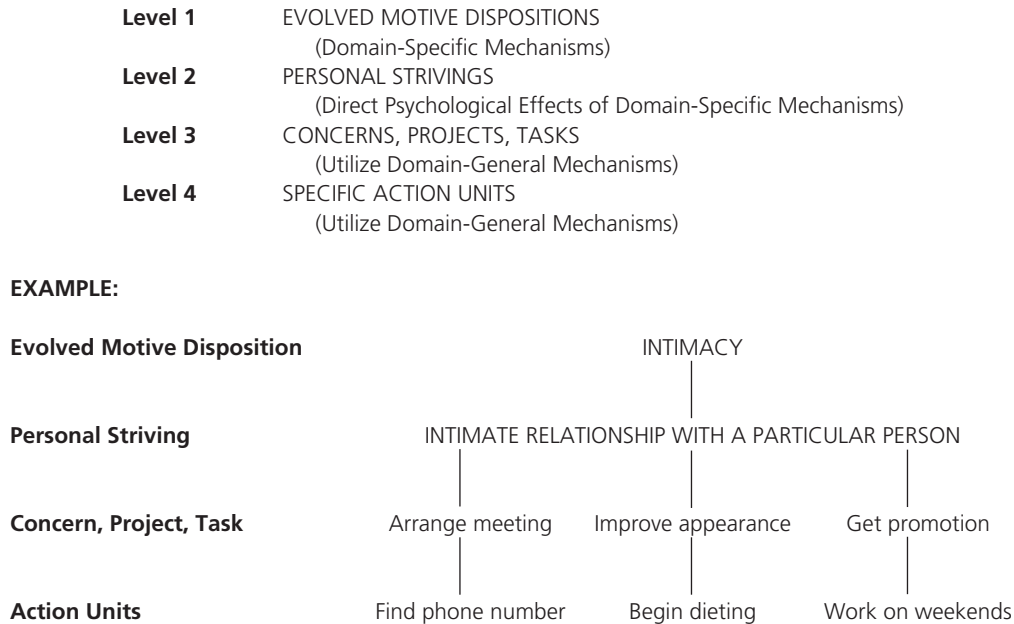 Level 1 EVOLVED MOTIVE DISPOSITIONS
(Domain-Specific Mechanisms)
Level 2 PERSONAL STRIVINGS
(Direct Psychological Effects of Domain-Specific Mechanisms)
Level 3 CONCERNS, PROJECTS, TASKS
(Utilize Domain-General Mechanisms)
Level 4 SPECIFIC ACTION UNITS
(Utilize Domain-General Mechanisms)
EXAMPLE:
Evolved Motive Disposition INTIMACY
Personal Striving INTIMATE RELATIONSHIP WITH A PARTICULAR PERSON
Concern, Project, Task Arrange meeting Improve appearance Get promotion
Action Units Find phone number Begin dieting Work on weekends